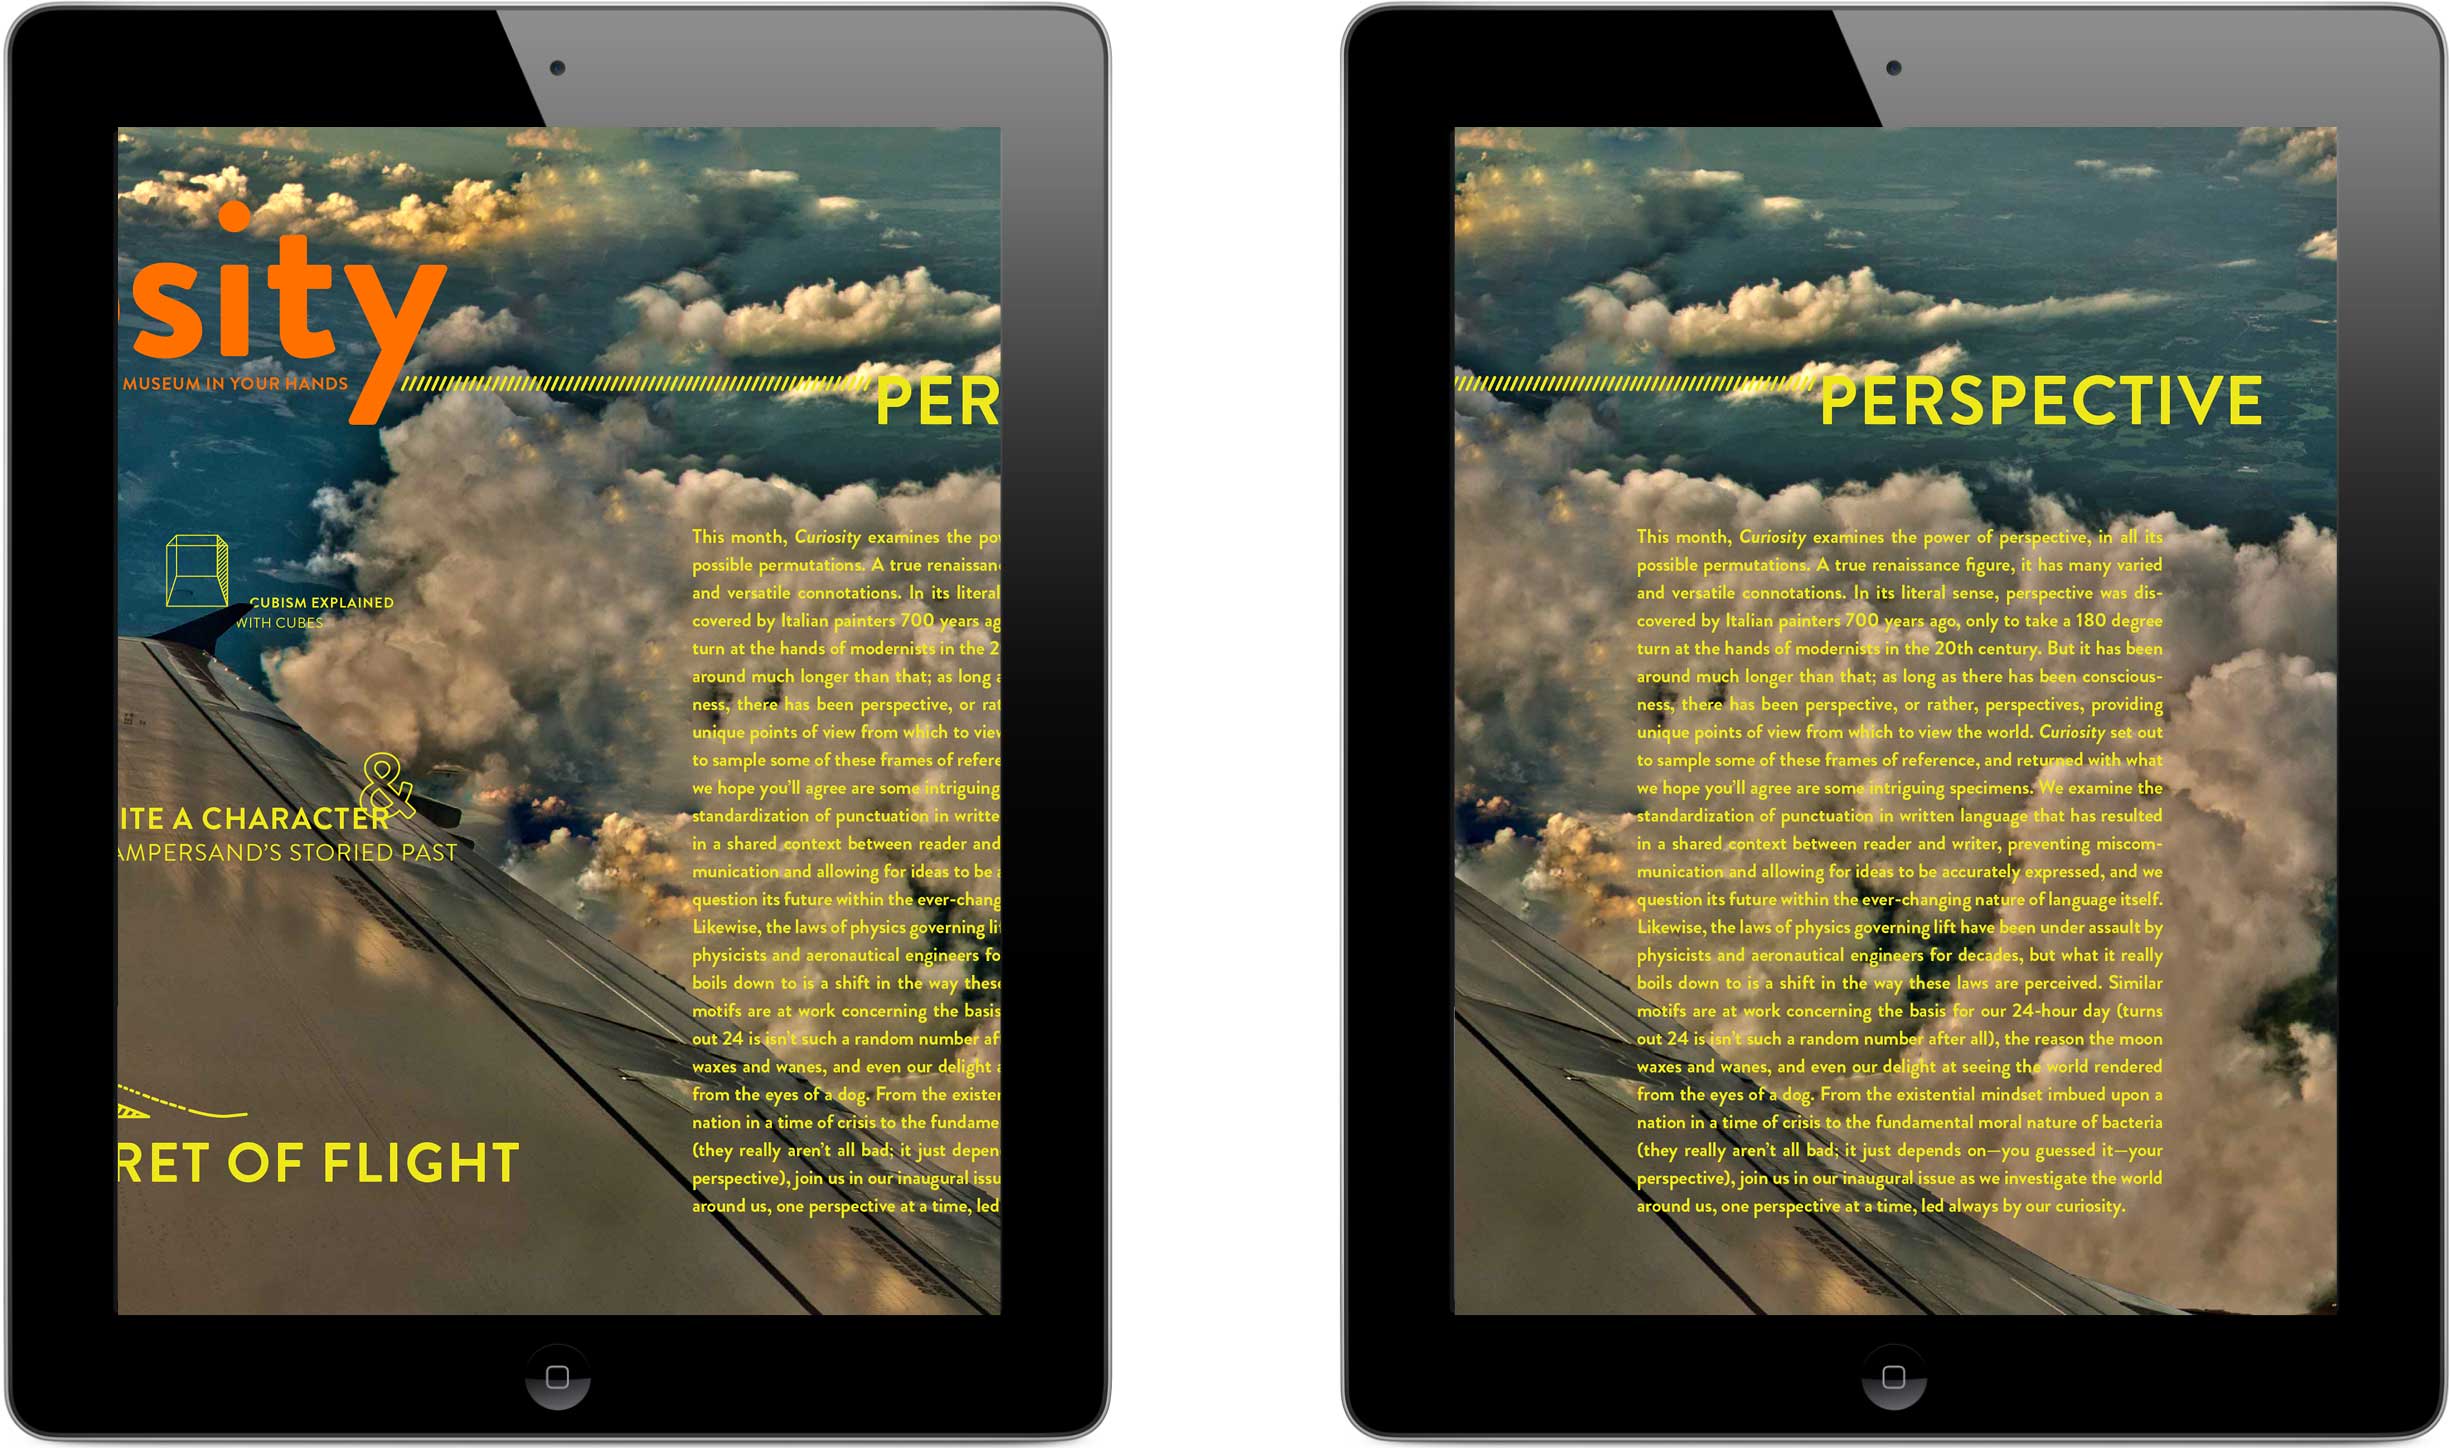 sity
MUSEUM IN YOUR HANDS
PER
CUBISM EXPLAINED
WITH CUBES
&
ITE A CHARACTER
AMPERSAND'S STORIED PAST
RET OF FLIGHT
This month, Curiosity examines the pov
possible permutations. A true renaissanc
and versatile connotations. In its literal
covered by Italian painters 700 years ag
turn at the hands of modernists in the 2
around much longer than that; as long a
ness, there has been perspective, or rat
unique points of view from which to view
to sample some of these frames of refere
we hope you'll agree are some intriguing
standardization of punctuation in writte
in a shared context between reader and
munication and allowing for ideas to be a
question its future within the ever-chang
Likewise, the laws of physics governing lif
physicists and aeronautical engineers fo
boils down to is a shift in the way these
motifs are at work concerning the basis
out 24 is isn't such a random number af
waxes and wanes, and even our delight a
from the eyes of a dog. From the existen
nation in a time of crisis to the fundame
(they really aren't all bad; it just depen
perspective), join us in our inaugural issu
around us, one perspective at a time, led
PERSPECTIVE
This month, Curiosity examines the power of perspective, in all its
possible permutations. A true renaissance figure, it has many varied
and versatile connotations. In its literal sense, perspective was dis-
covered by Italian painters 700 years ago, only to take a 180 degree
turn at the hands of modernists in the 20th century. But it has been
around much longer than that; as long as there has been conscious-
ness, there has been perspective, or rather, perspectives, providing
unique points of view from which to view the world. Curiosity set out
to sample some of these frames of reference, and returned with what
we hope you'll agree are some intriguing specimens. We examine the
standardization of punctuation in written language that has resulted
in a shared context between reader and writer, preventing miscom-
munication and allowing for ideas to be accurately expressed, and we
question its future within the ever-changing nature of language itself.
Likewise, the laws of physics governing lift have been under assault by
physicists and aeronautical engineers for decades, but what it really
boils down to is a shift in the way these laws are perceived. Similar
motifs are at work concerning the basis for our 24-hour day (turns
out 24 is isn't such a random number after all), the reason the moon
waxes and wanes, and even our delight at seeing the world rendered
from the eyes of a dog. From the existential mindset imbued upon a
nation in a time of crisis to the fundamental moral nature of bacteria
(they really aren't all bad; it just depends on—you guessed it—your
perspective), join us in our inaugural issue as we investigate the world
around us, one perspective at a time, led always by our curiosity.